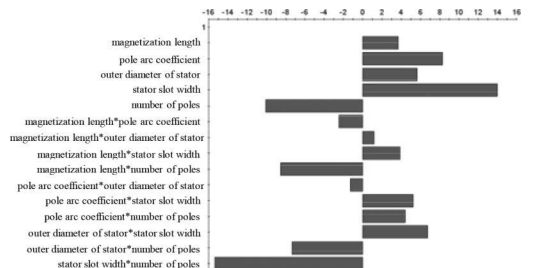 -16 -14 -12 -10 -8 -6 -4 -2 0 2 4 6 8 10 12 14 16
1
magnetization length
pole arc coefficient
outer diameter of stator
stator slot width
number of poles
magnetization length*pole arc coefficient
magnetization length*outer diameter of stator
magnetization length*stator slot width
magnetization length*number of poles
pole arc coefficient*outer diameter of stator
pole arc coefficient*stator slot width
pole arc coefficient*number of poles
outer diameter of stator*stator slot width
outer diameter of stator*number of poles
stator slot width*number of poles